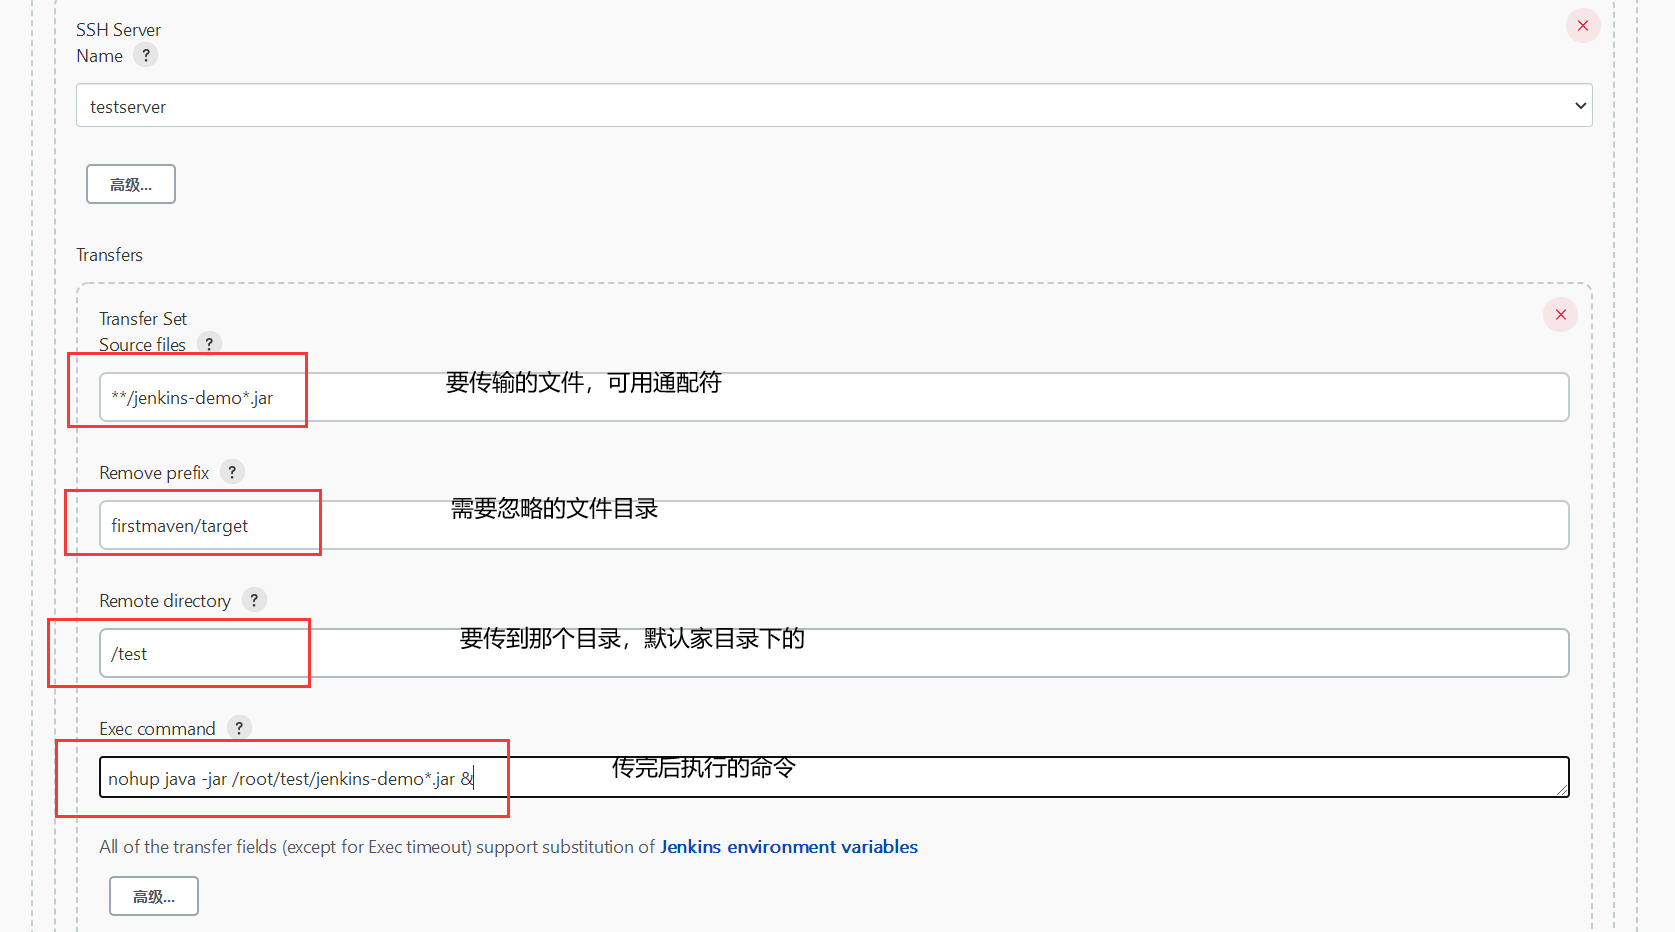 SSH Server
Name ?
testserver
高级...
Transfers
Transfer Set
Source files ?
**/jenkins-demo*.jar
要传输的文件，可用通配符
Remove prefix ?
firstmaven/target
需要忽略的文件目录
Remote directory ?
/test
要传到那个目录，默认家目录下的
Exec command ?
nohup java -jar /root/test/jenkins-demo*.jar &
传完后执行的命令
All of the transfer fields (except for Exec timeout) support substitution of Jenkins environment variables
高级...